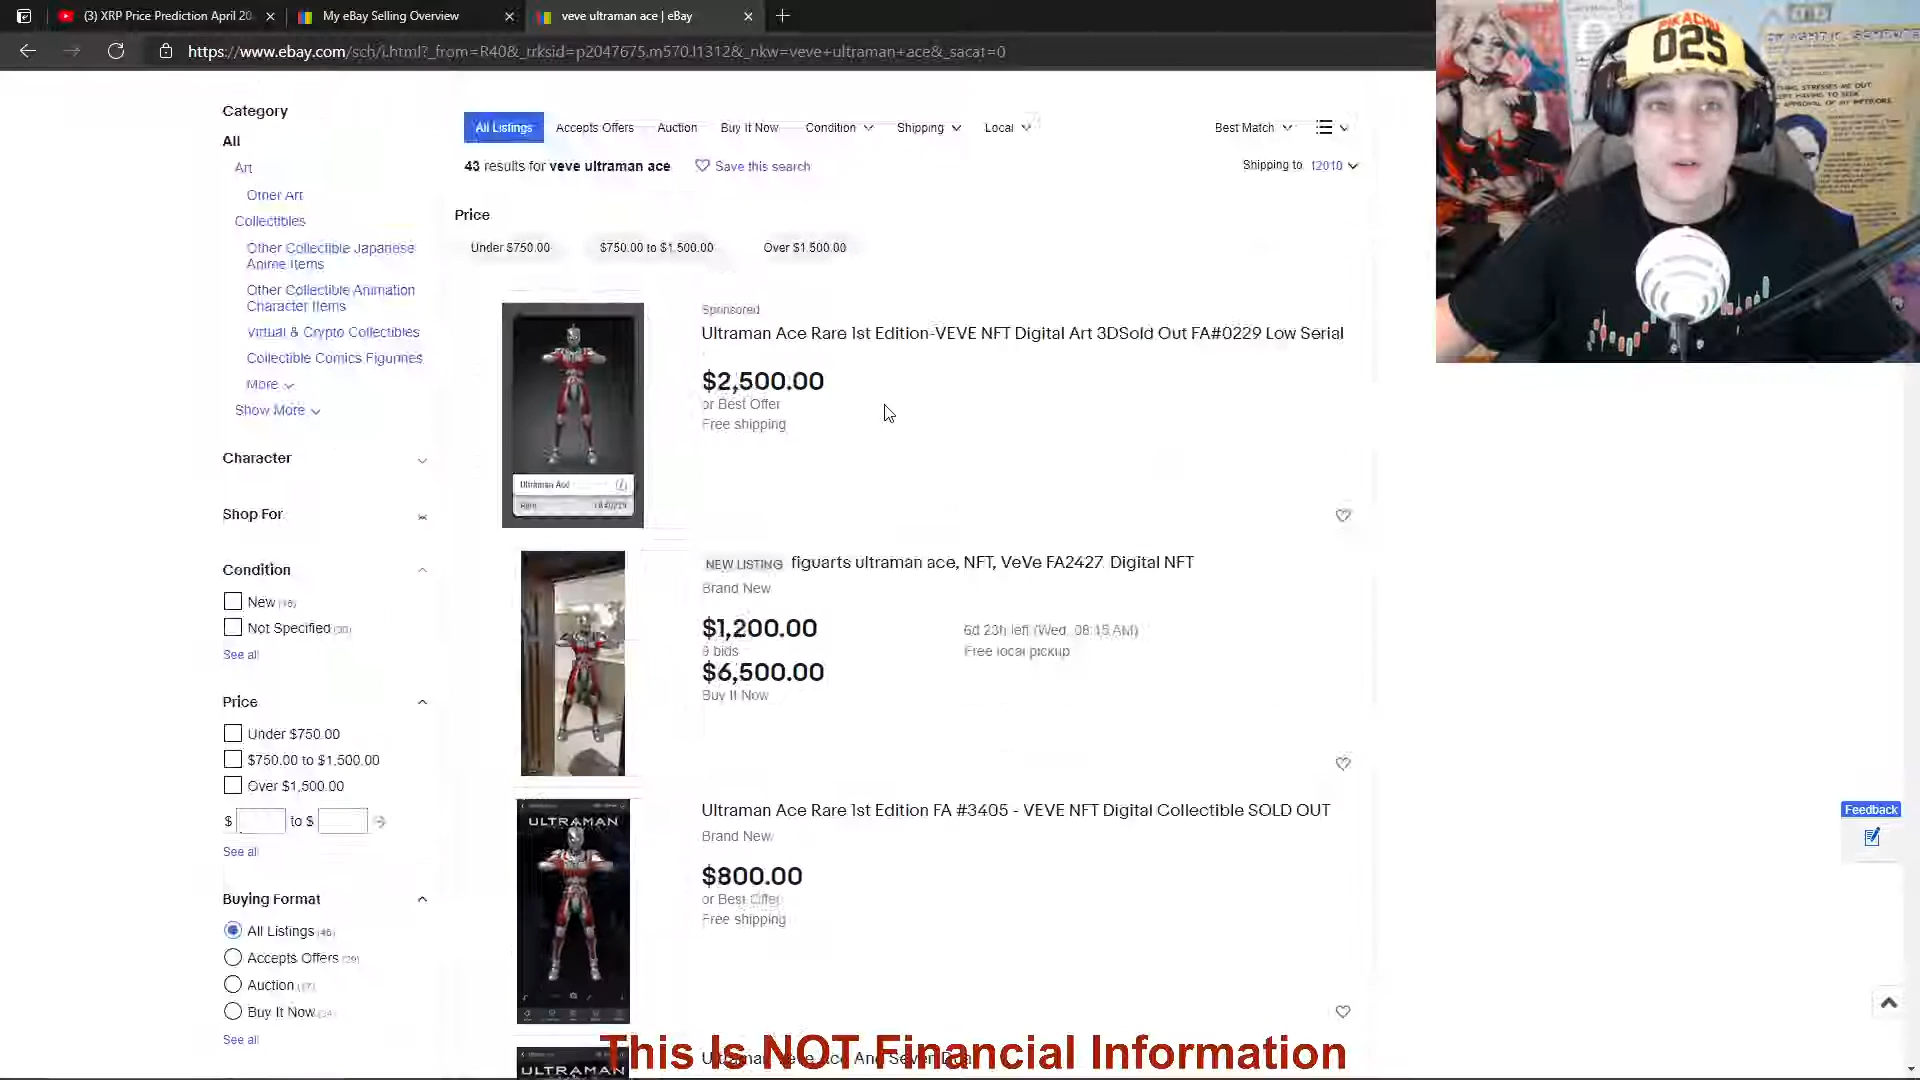 (3) XRP Price Prediction April 20
My eBay Selling Overview
veve ultraman ace | eBay
https://www.ebay.com/sch/i.html?_from=R40&_trksid=p2047675.m570.l1312&_nkw=veve+ultraman+ace&_sacat=0
PIKACHU
025
Category
All
Art
Other Art
Collectibles
Other Collectible Japanese
Anime Items
Other Collectible Animation
Character Items
Virtual & Crypto Collectibles
Collectible Comics Figurines
More
Show More
Character
Shop For
Condition
New
Not Specified
See all
Price
Under $750.00
$750.00 to $1,500.00
Over $1,500.00
$ to $
See all
Buying Format
All Listings
Accepts Offers
Auction
Buy It Now
See all
All Listings Accepts Offers Auction Buy It Now Condition Shipping Local Best Match
43 results for veve ultraman ace Save this search Shipping to 12010
Price
Under $750.00 $750.00 to $1,500.00 Over $1,500.00
Sponsored
Ultraman Ace Rare 1st Edition-VEVE NFT Digital Art 3DSold Out FA#0229 Low Serial
$2,500.00
or Best Offer
Free shipping
Ultraman Ace
NEW LISTING figuarts ultraman ace, NFT, VeVe FA2427 Digital NFT
Brand New
$1,200.00
6d 23h left (Wed, 08:15 AM)
9 bids
Free local pickup
$6,500.00
Buy It Now
ULTRAMAN
Ultraman Ace Rare 1st Edition FA #3405 - VEVE NFT Digital Collectible SOLD OUT
Brand New
$800.00
or Best Offer
Free shipping
Feedback
ULTRAMAN
This Is NOT Financial Information